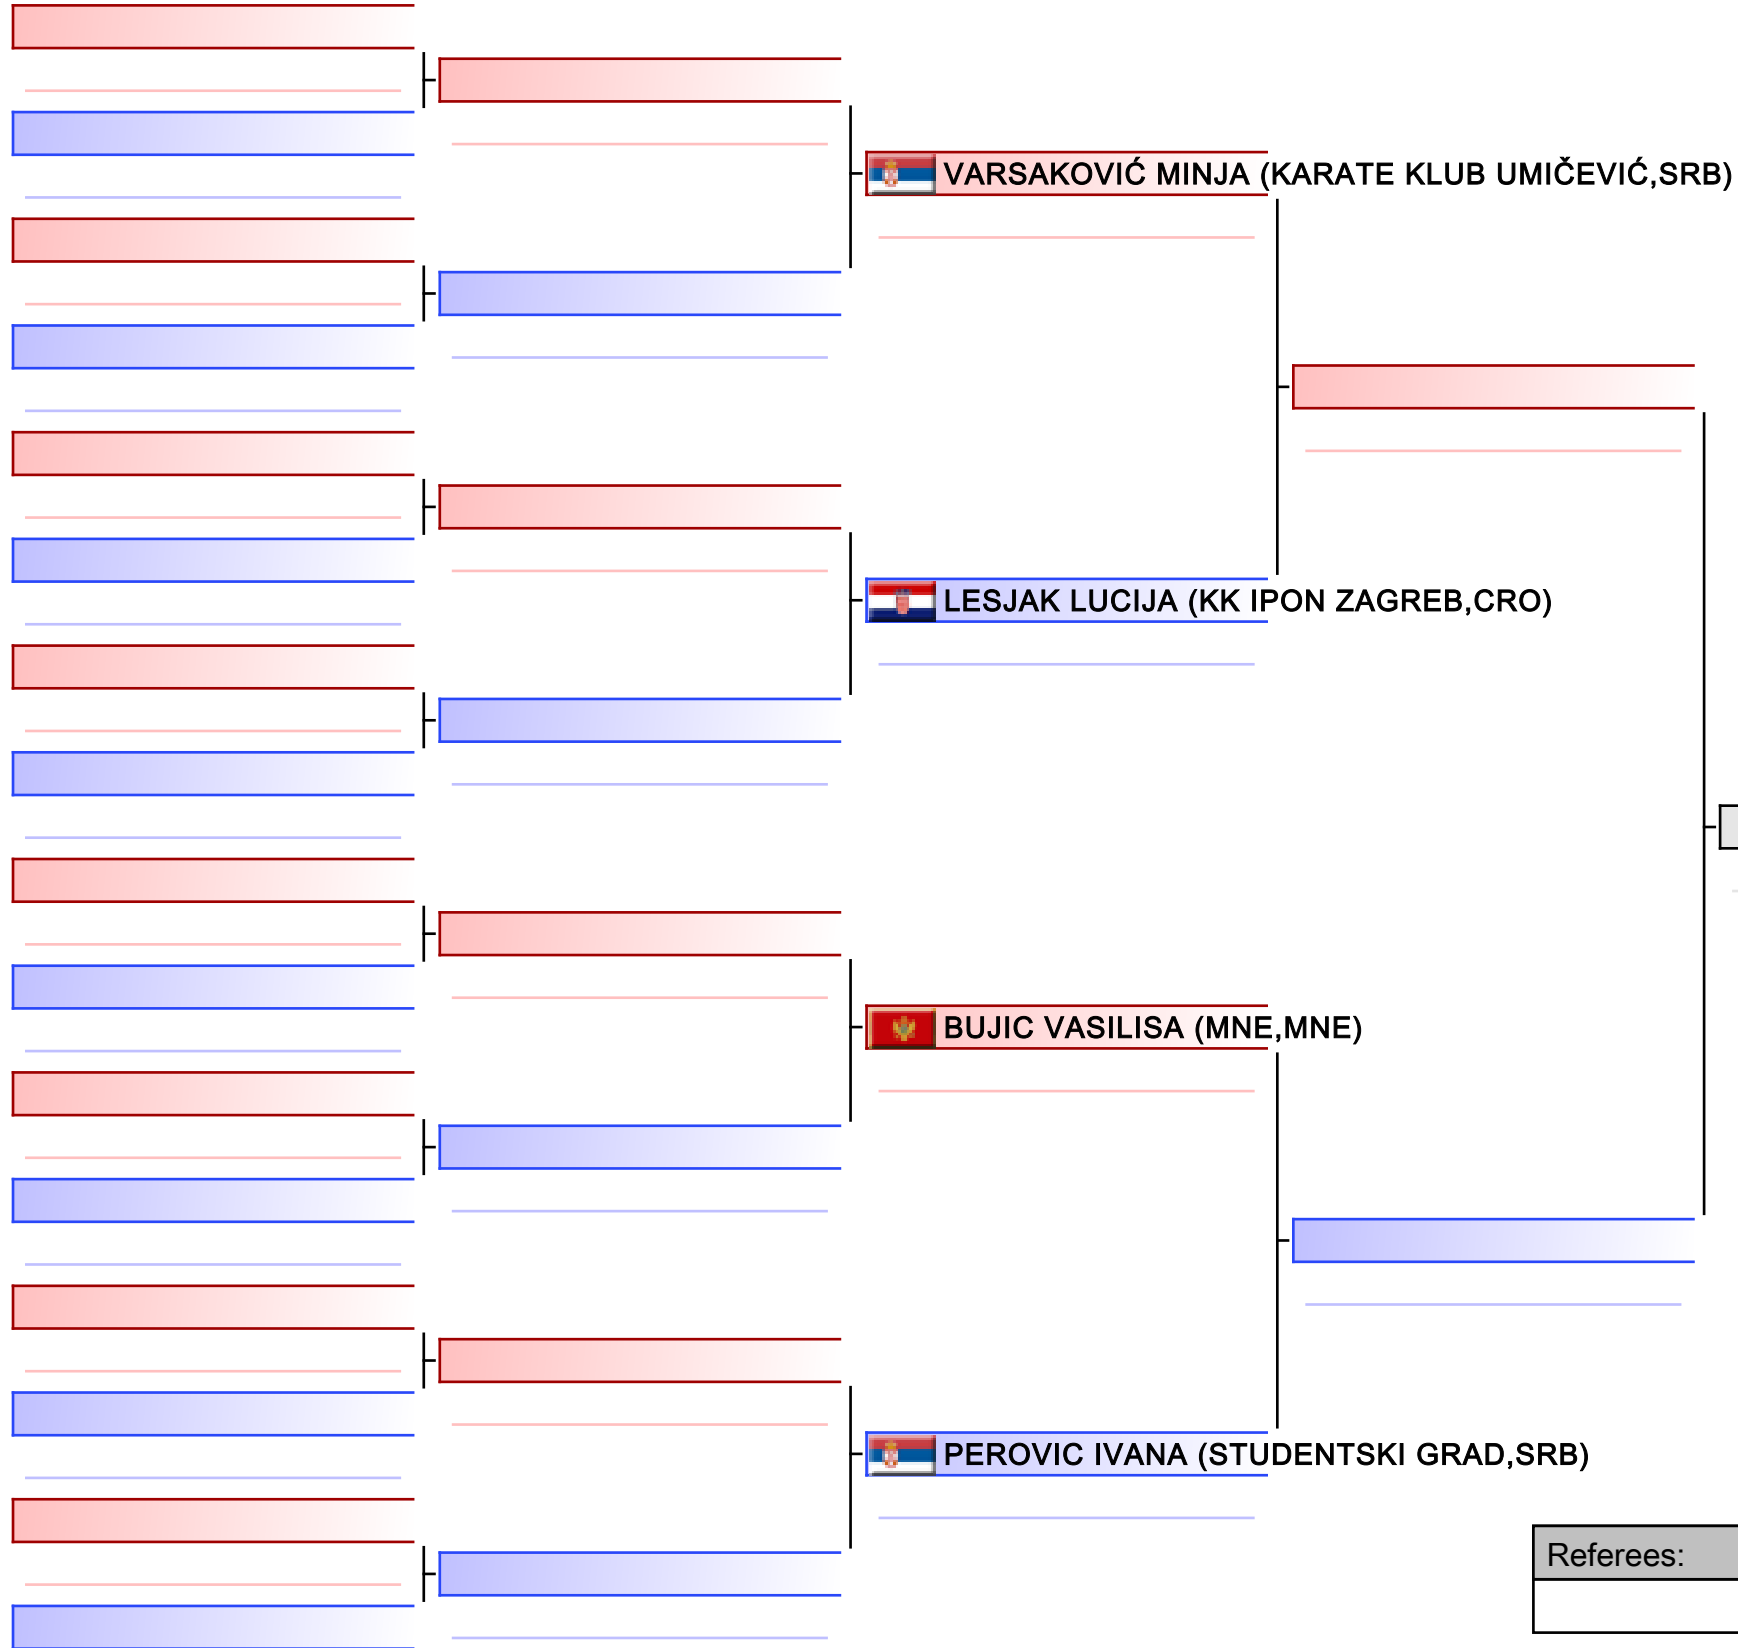 VARSAKOVIĆ MINJA (KARATE KLUB UMIČEVIĆ,SRB)
LESJAK LUCIJA (KK IPON ZAGREB,CRO)
BUJIC VASILISA (MNE,MNE)
PEROVIC IVANA (STUDENTSKI GRAD,SRB)
Referees: